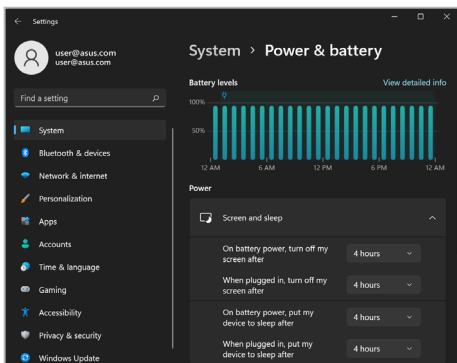 Settings
user@asus.com
user@asus.com
Find a setting
System
Bluetooth & devices
Network & internet
Personalization
Apps
Accounts
Time & language
Gaming
Accessibility
Privacy & security
Windows Update
System > Power & battery
Battery levels
View detailed info
100%
50%
12 AM 6 AM 12 PM 6 PM 12 AM
Power
Screen and sleep
On battery power, turn off my
screen after
4 hours
When plugged in, turn off my
screen after
4 hours
On battery power, put my
device to sleep after
4 hours
When plugged in, put my
device to sleep after
4 hours